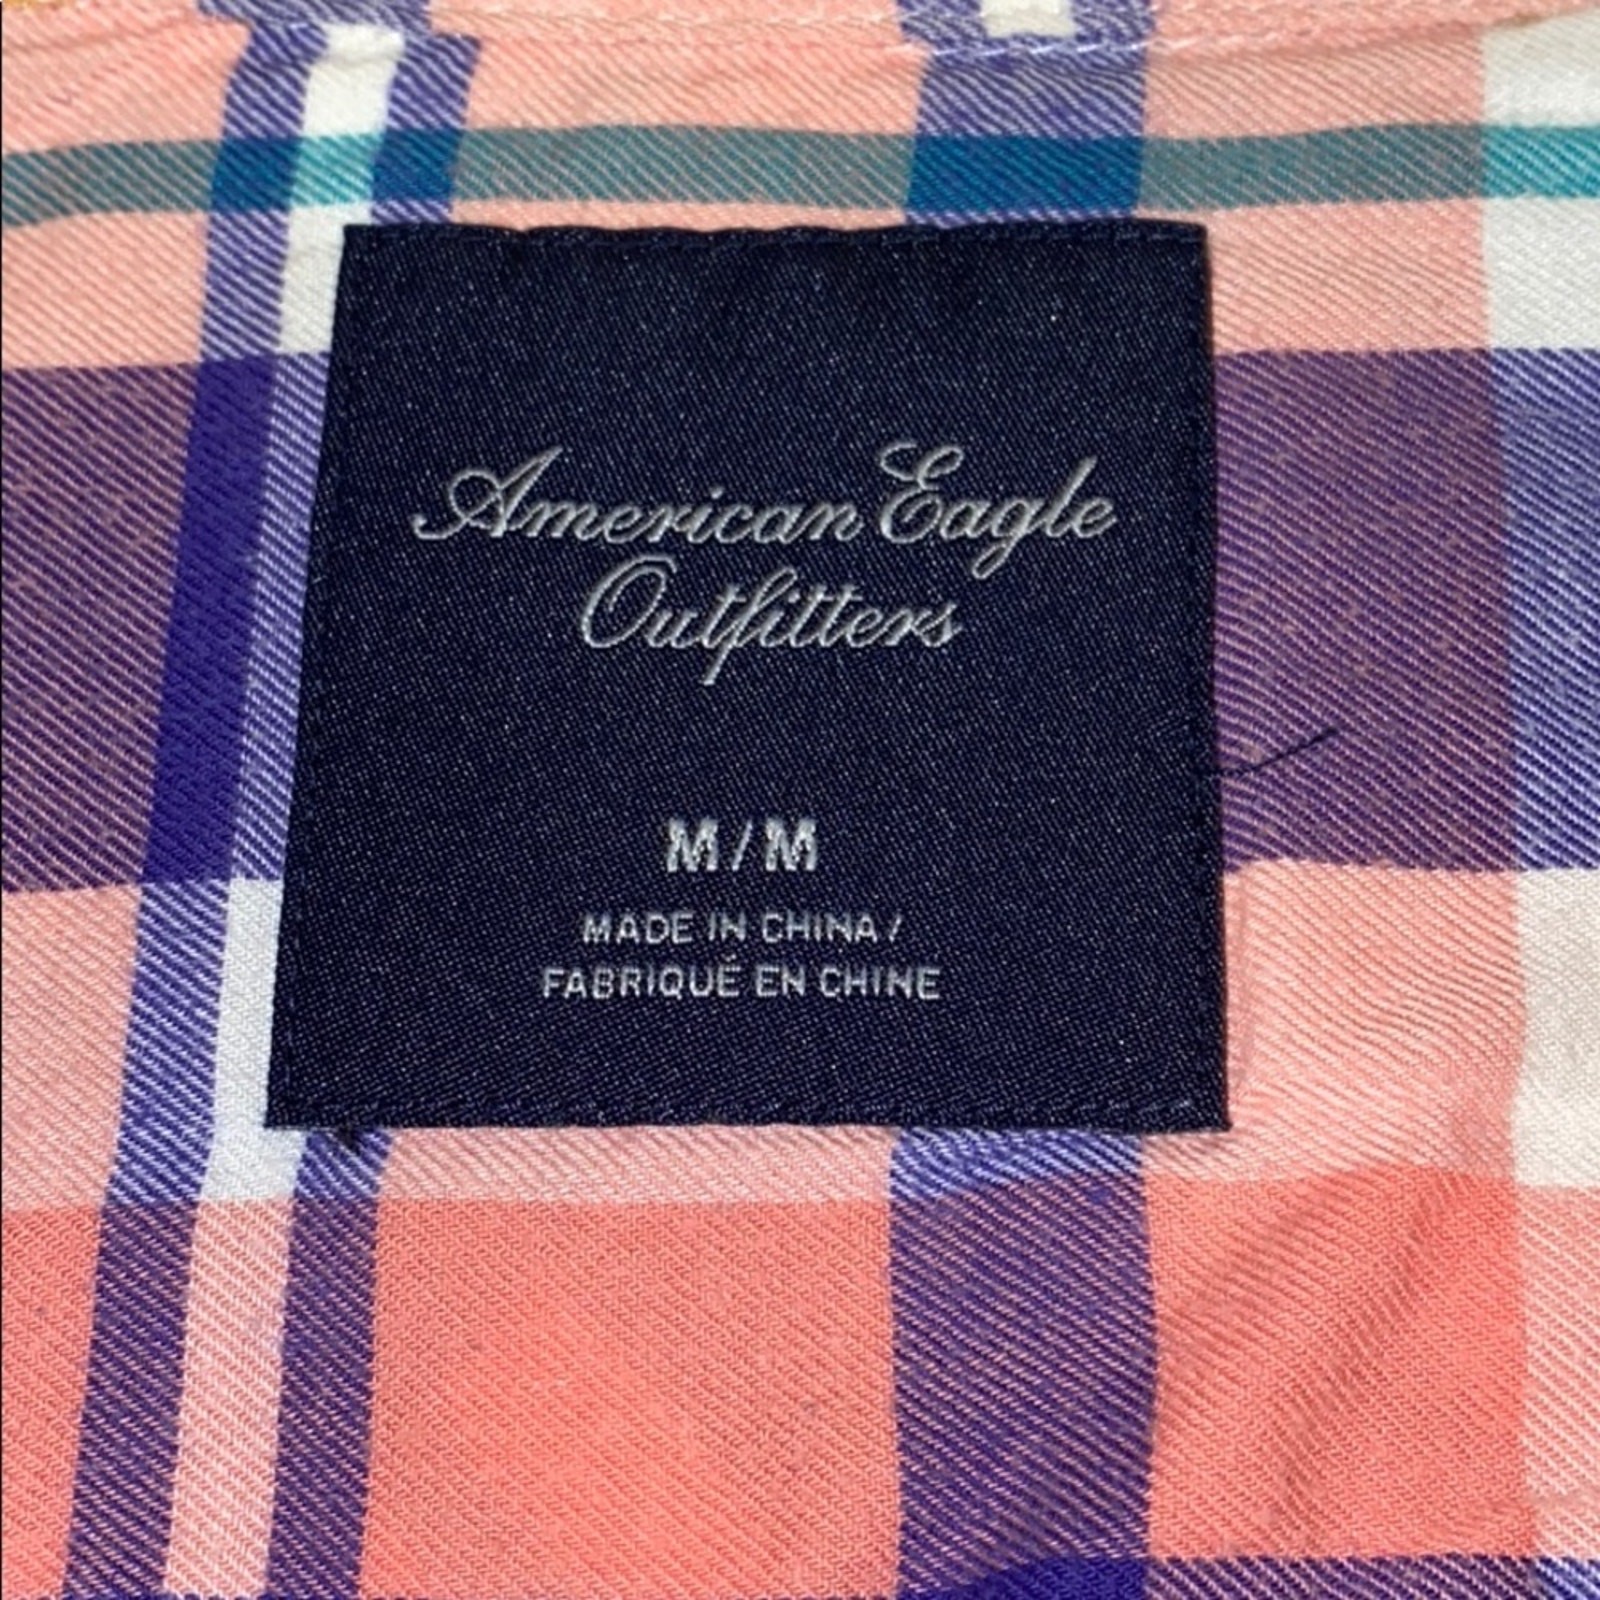 American Eagle
Outfitters
M/M
MADE IN CHINA/
FABRIQUÉ EN CHINE